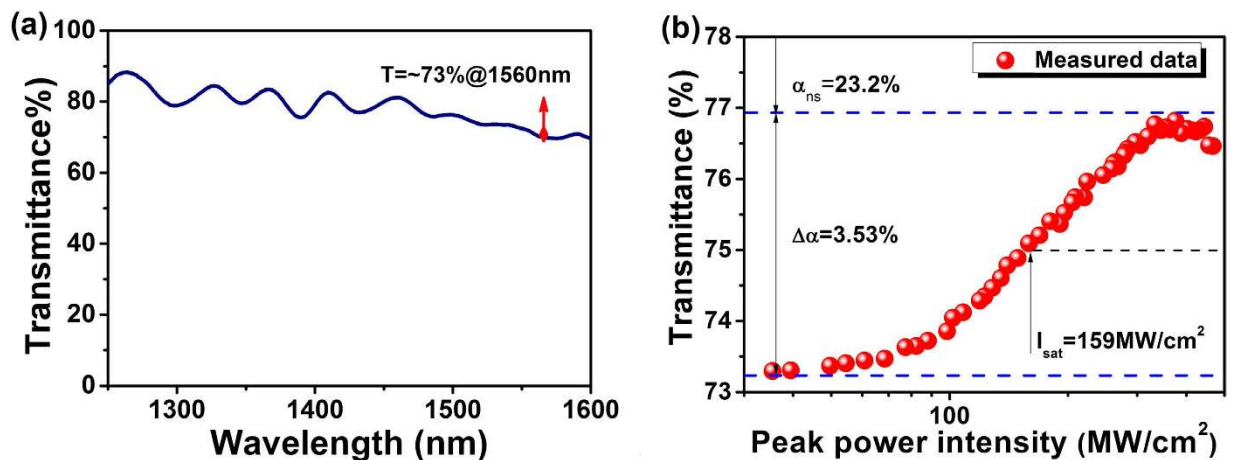 (a)
100
80
60
40
20
0
Transmittance%
T=~73%@1560nm
1300
1400
1500
1600
Wavelength (nm)
(b)
78
77
76
75
74
73
Transmittance (%)
Measured data
αns=23.2%
Δα=3.53%
Isat=159MW/cm²
100
Peak power intensity (MW/cm²)